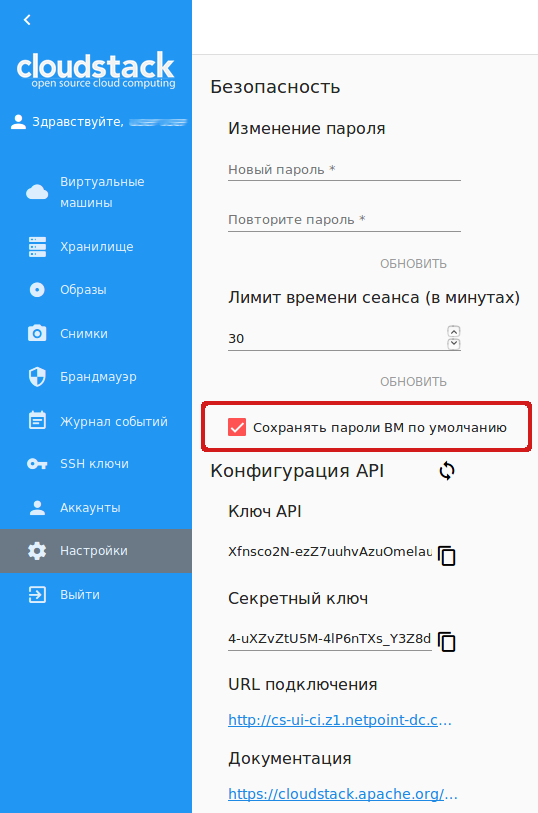 cloudstack
open source cloud computing
Здравствуйте,
Виртуальные
машины
Хранилище
Образы
Снимки
Брандмауэр
Журнал событий
SSH ключи
Аккаунты
Настройки
Выйти
Безопасность
Изменение пароля
Новый пароль *
Повторите пароль *
ОБНОВИТЬ
Лимит времени сеанса (в минутах)
30
ОБНОВИТЬ
Сохранять пароли ВМ по умолчанию
Конфигурация API
Ключ API
Xfnsco2N-ezZ7uuhvAzuOmelau
Секретный ключ
4-uXZvZtU5M-4lP6nTXs_Y3Z8d
URL подключения
http://cs-ui-ci.z1.netpoint-dc.c...
Документация
https://cloudstack.apache.org/...